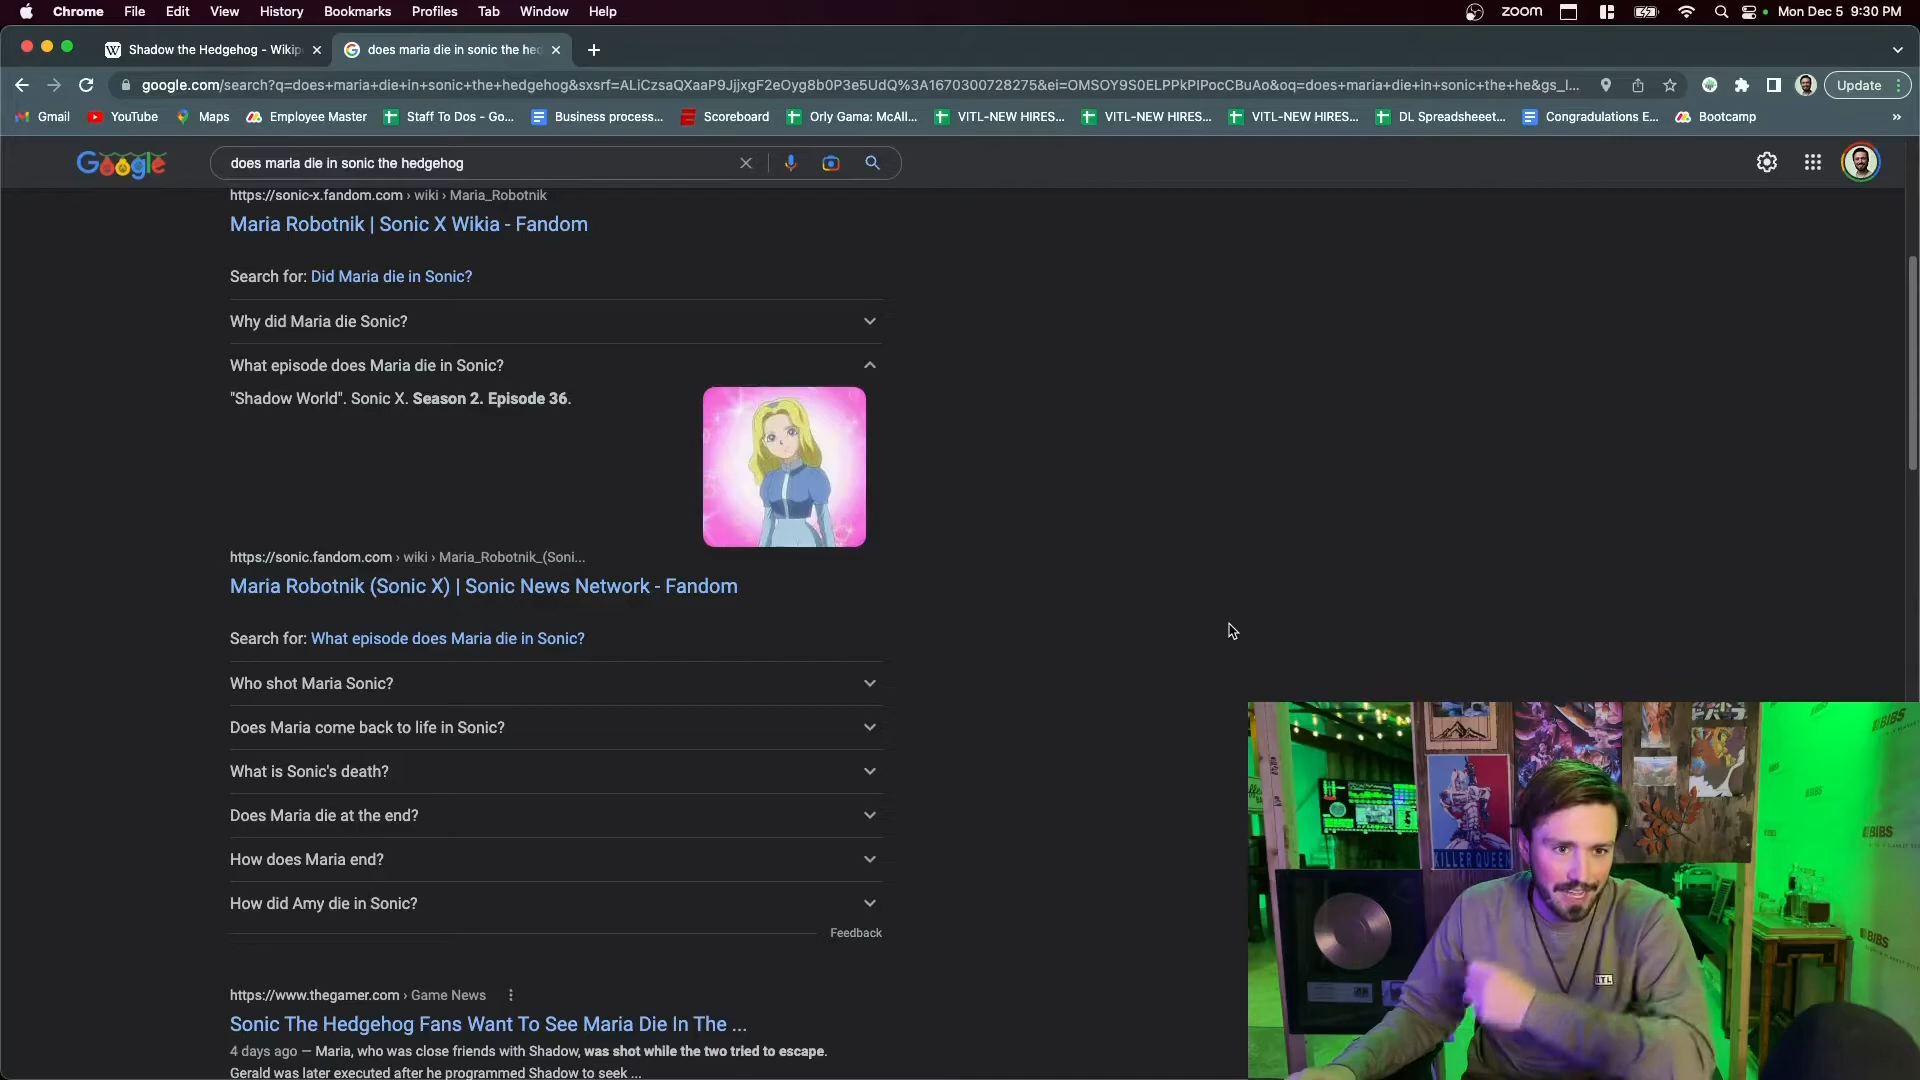 Chrome File Edit View History Bookmarks Profiles Tab Window Help
zoom Mon Dec 5 9:30 PM
Shadow the Hedgehog - Wikip
does maria die in sonic the hed
google.com/search?q=does+maria+die+in+sonic+the+hedgehog&sxsrf=ALiCzsaQXaaP9JjjxgF2eOyg8b0P3e5UdQ%3A1670300728275&ei=OMSOY9S0ELPPkPIPocCBuAo&oq=does+maria+die+in+sonic+the+he&gs_l...
Update
Gmail YouTube Maps Employee Master Staff To Dos - Go... Business process... Scoreboard Orly Gama: McAll... VITL-NEW HIRES... VITL-NEW HIRES... VITL-NEW HIRES... DL Spreadsheeet... Congradulations E... Bootcamp »
Google
does maria die in sonic the hedgehog
https://sonic-x.fandom.com › wiki › Maria_Robotnik
Maria Robotnik | Sonic X Wikia - Fandom
Search for: Did Maria die in Sonic?
Why did Maria die Sonic?
What episode does Maria die in Sonic?
"Shadow World". Sonic X. Season 2. Episode 36.
https://sonic.fandom.com › wiki › Maria_Robotnik_(Soni...
Maria Robotnik (Sonic X) | Sonic News Network - Fandom
Search for: What episode does Maria die in Sonic?
Who shot Maria Sonic?
Does Maria come back to life in Sonic?
What is Sonic's death?
Does Maria die at the end?
How does Maria end?
How did Amy die in Sonic?
Feedback
https://www.thegamer.com › Game News
Sonic The Hedgehog Fans Want To See Maria Die In The ...
4 days ago — Maria, who was close friends with Shadow, was shot while the two tried to escape.
Gerald was later executed after he programmed Shadow to seek ...
KILLER QUEEN
BIBS
BIBS
BIBS